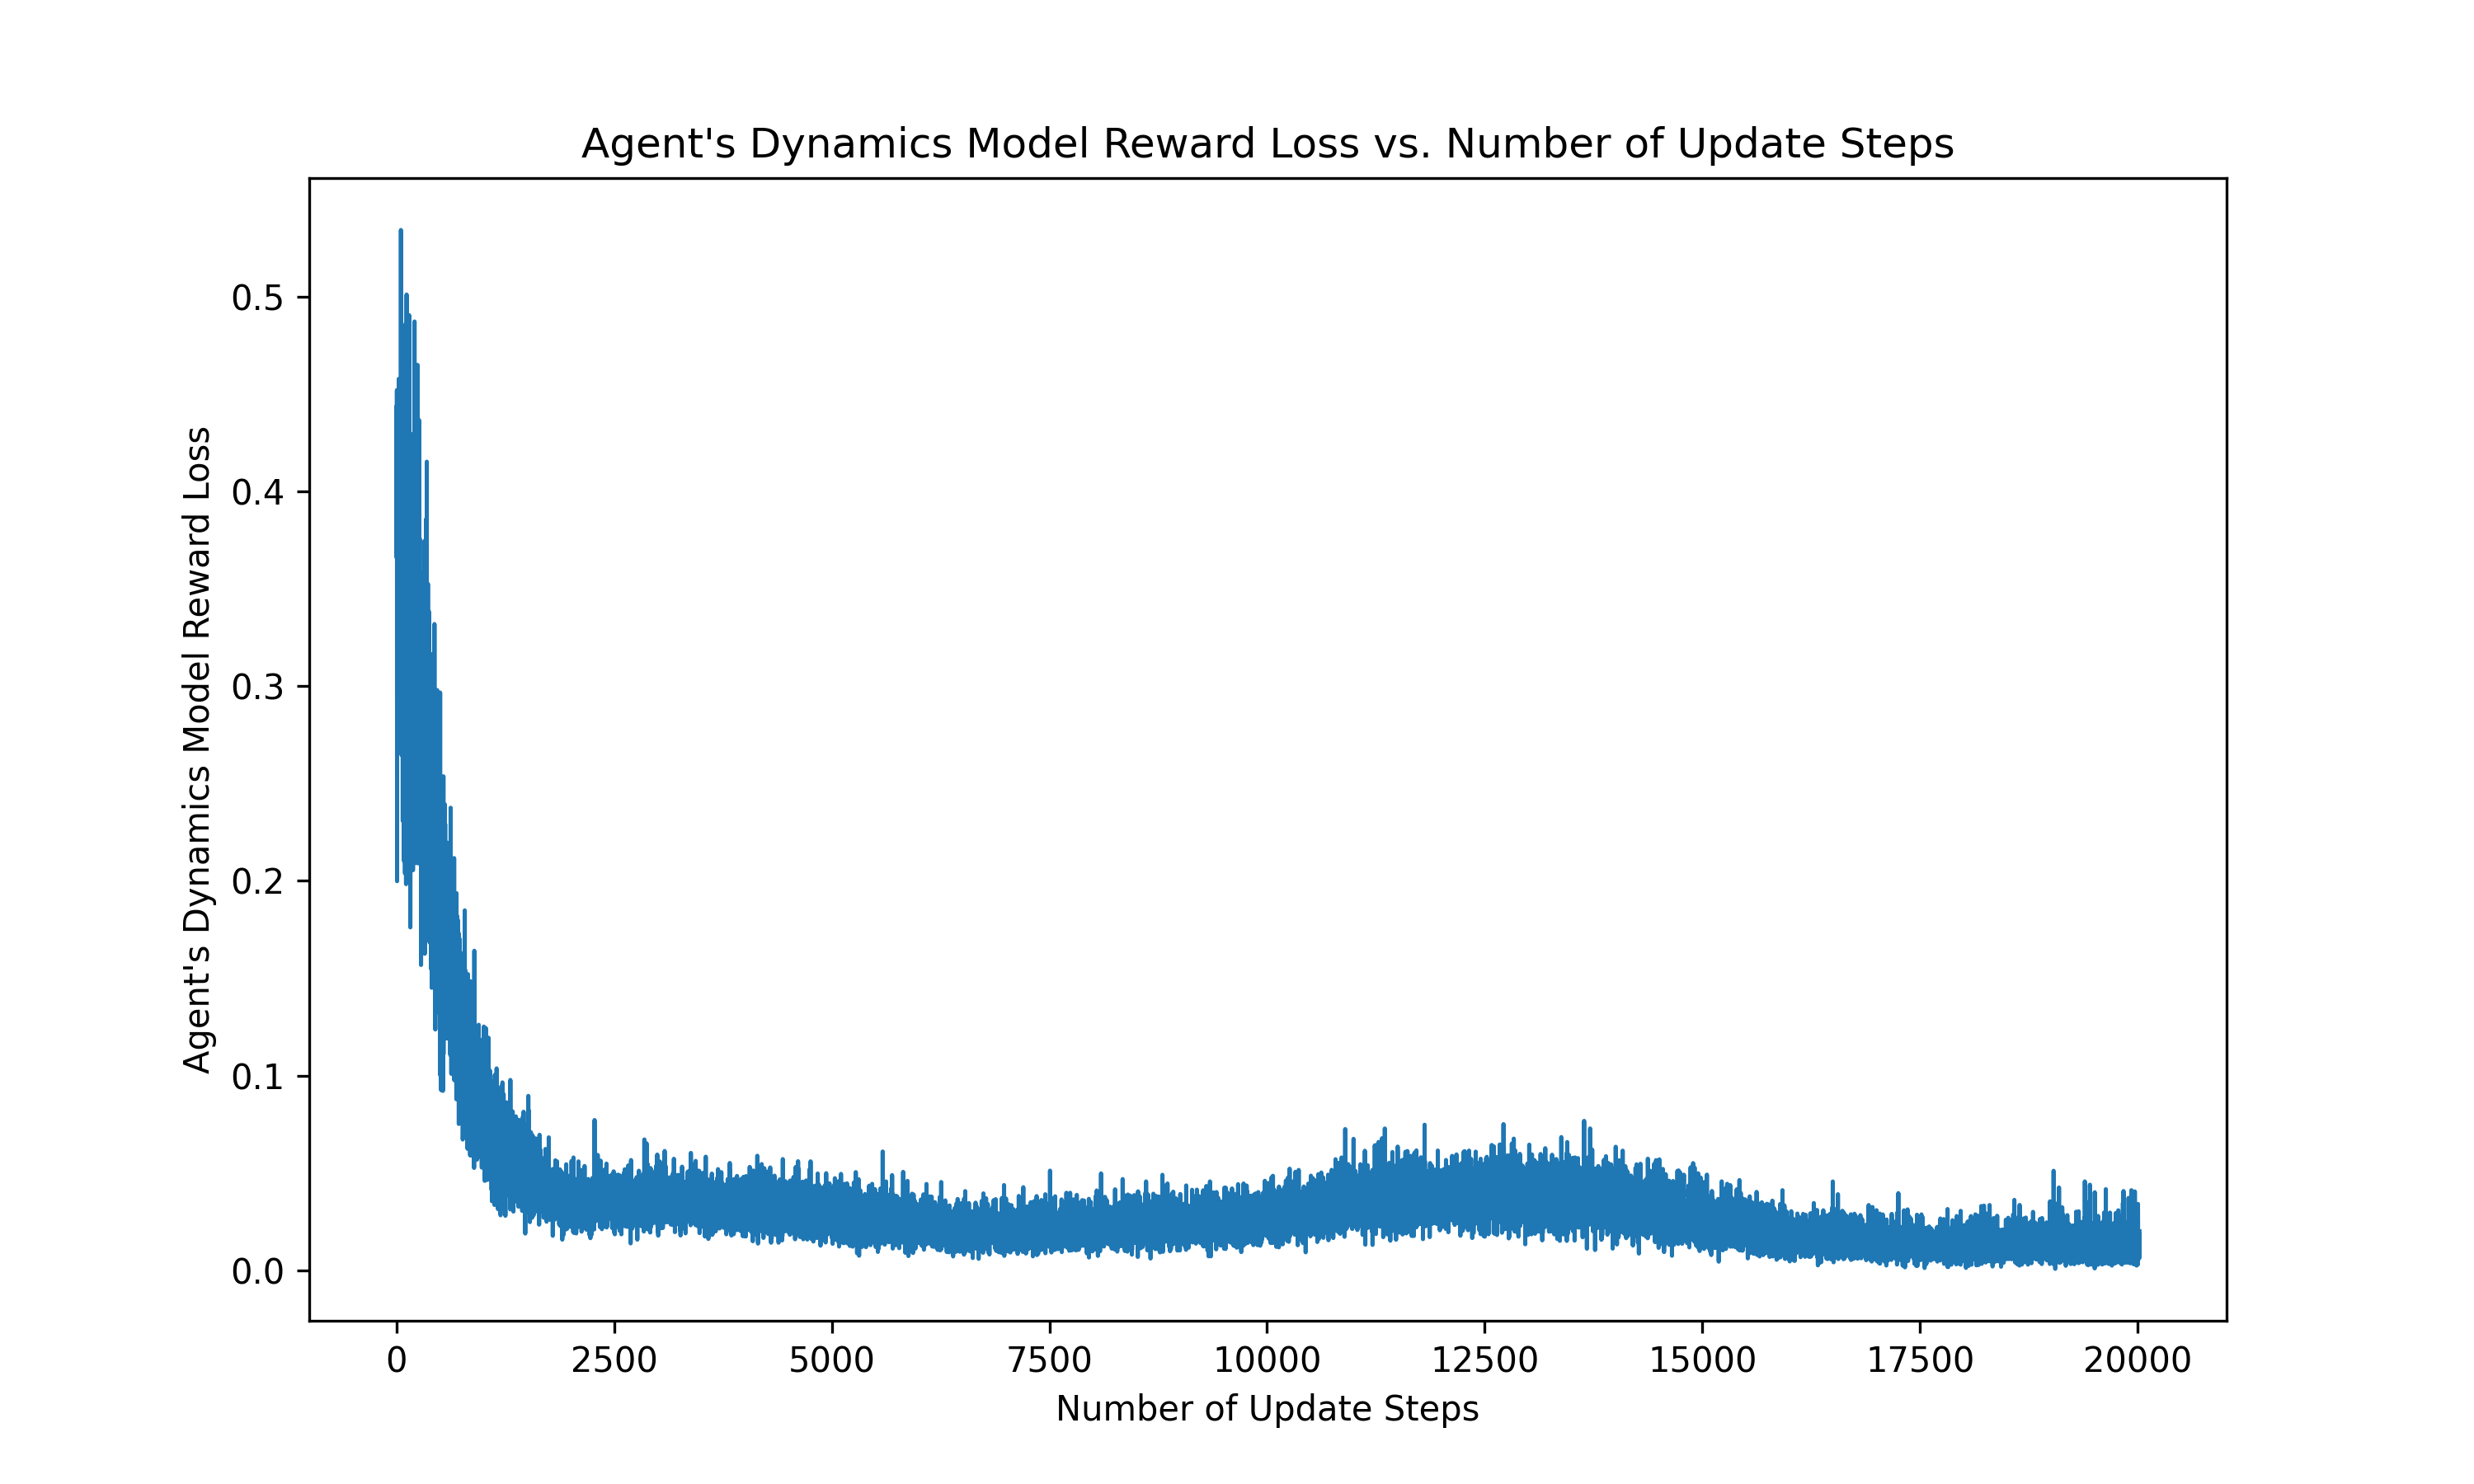 Agent's Dynamics Model Reward Loss vs. Number of Update Steps
Agent's Dynamics Model Reward Loss
0.5
0.4
0.3
0.2
0.1
0.0
0 2500 5000 7500 10000 12500 15000 17500 20000
Number of Update Steps